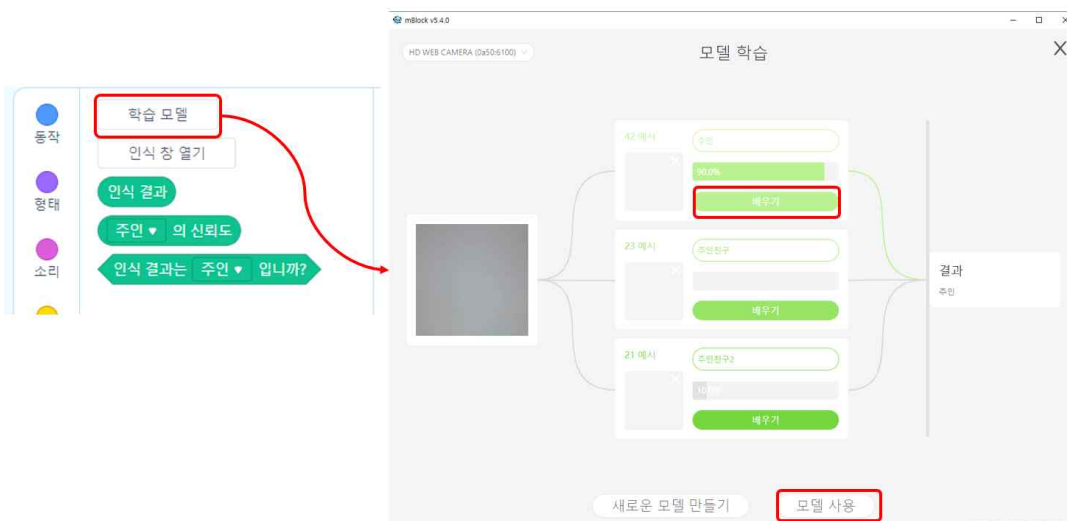 mBlock v5.4.0
HD WEB CAMERA (0a50:6100)
모델 학습
동작
형태
소리
학습 모델
인식 창 열기
인식 결과
주인 ▼ 의 신뢰도
인식 결과는 주인 ▼ 입니까?
42 예시
주인
90.0%
배우기
23 예시
주인친구
배우기
21 예시
주인친구2
10.0%
배우기
결과
주인
새로운 모델 만들기
모델 사용